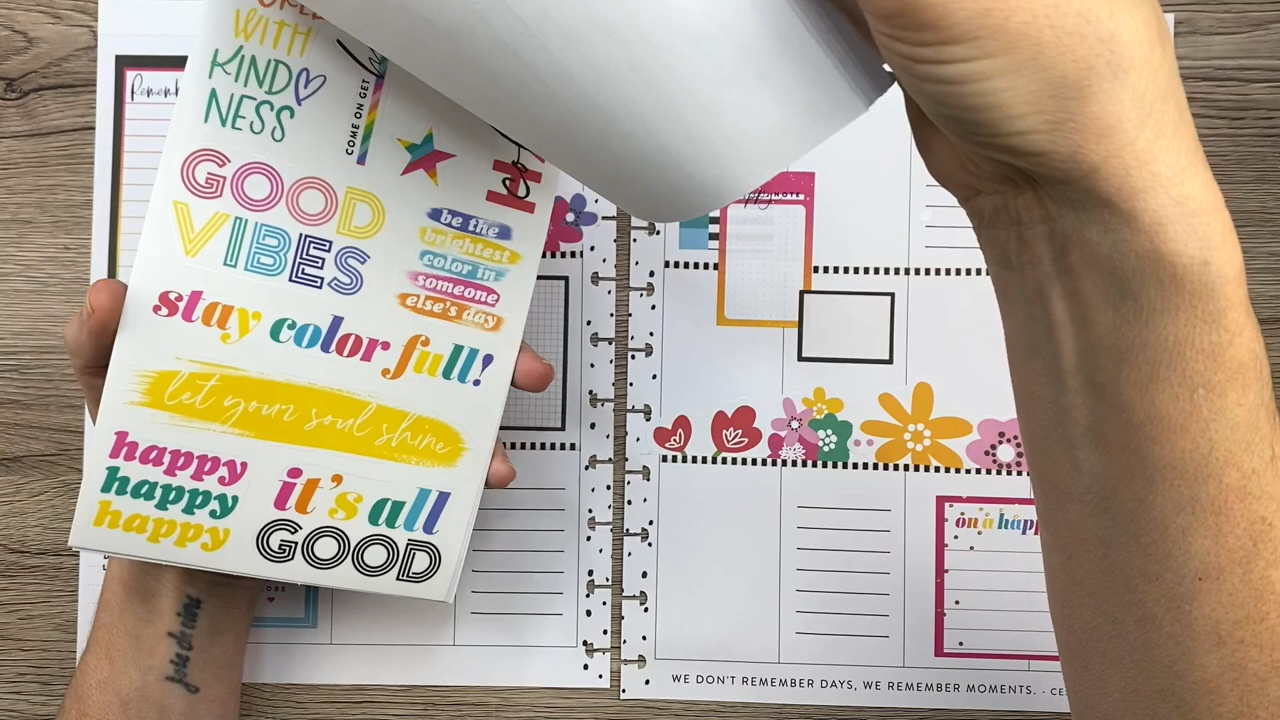 WITH
KIND
NESS
COME ON GET
GOOD
VIBES
be the
brightest
color in
someone
else's day
stay color full!
let your soul shine
happy
happy
happy
it's all
GOOD
NOTE
on a happ
WE DON'T REMEMBER DAYS, WE REMEMBER MOMENTS. - CES